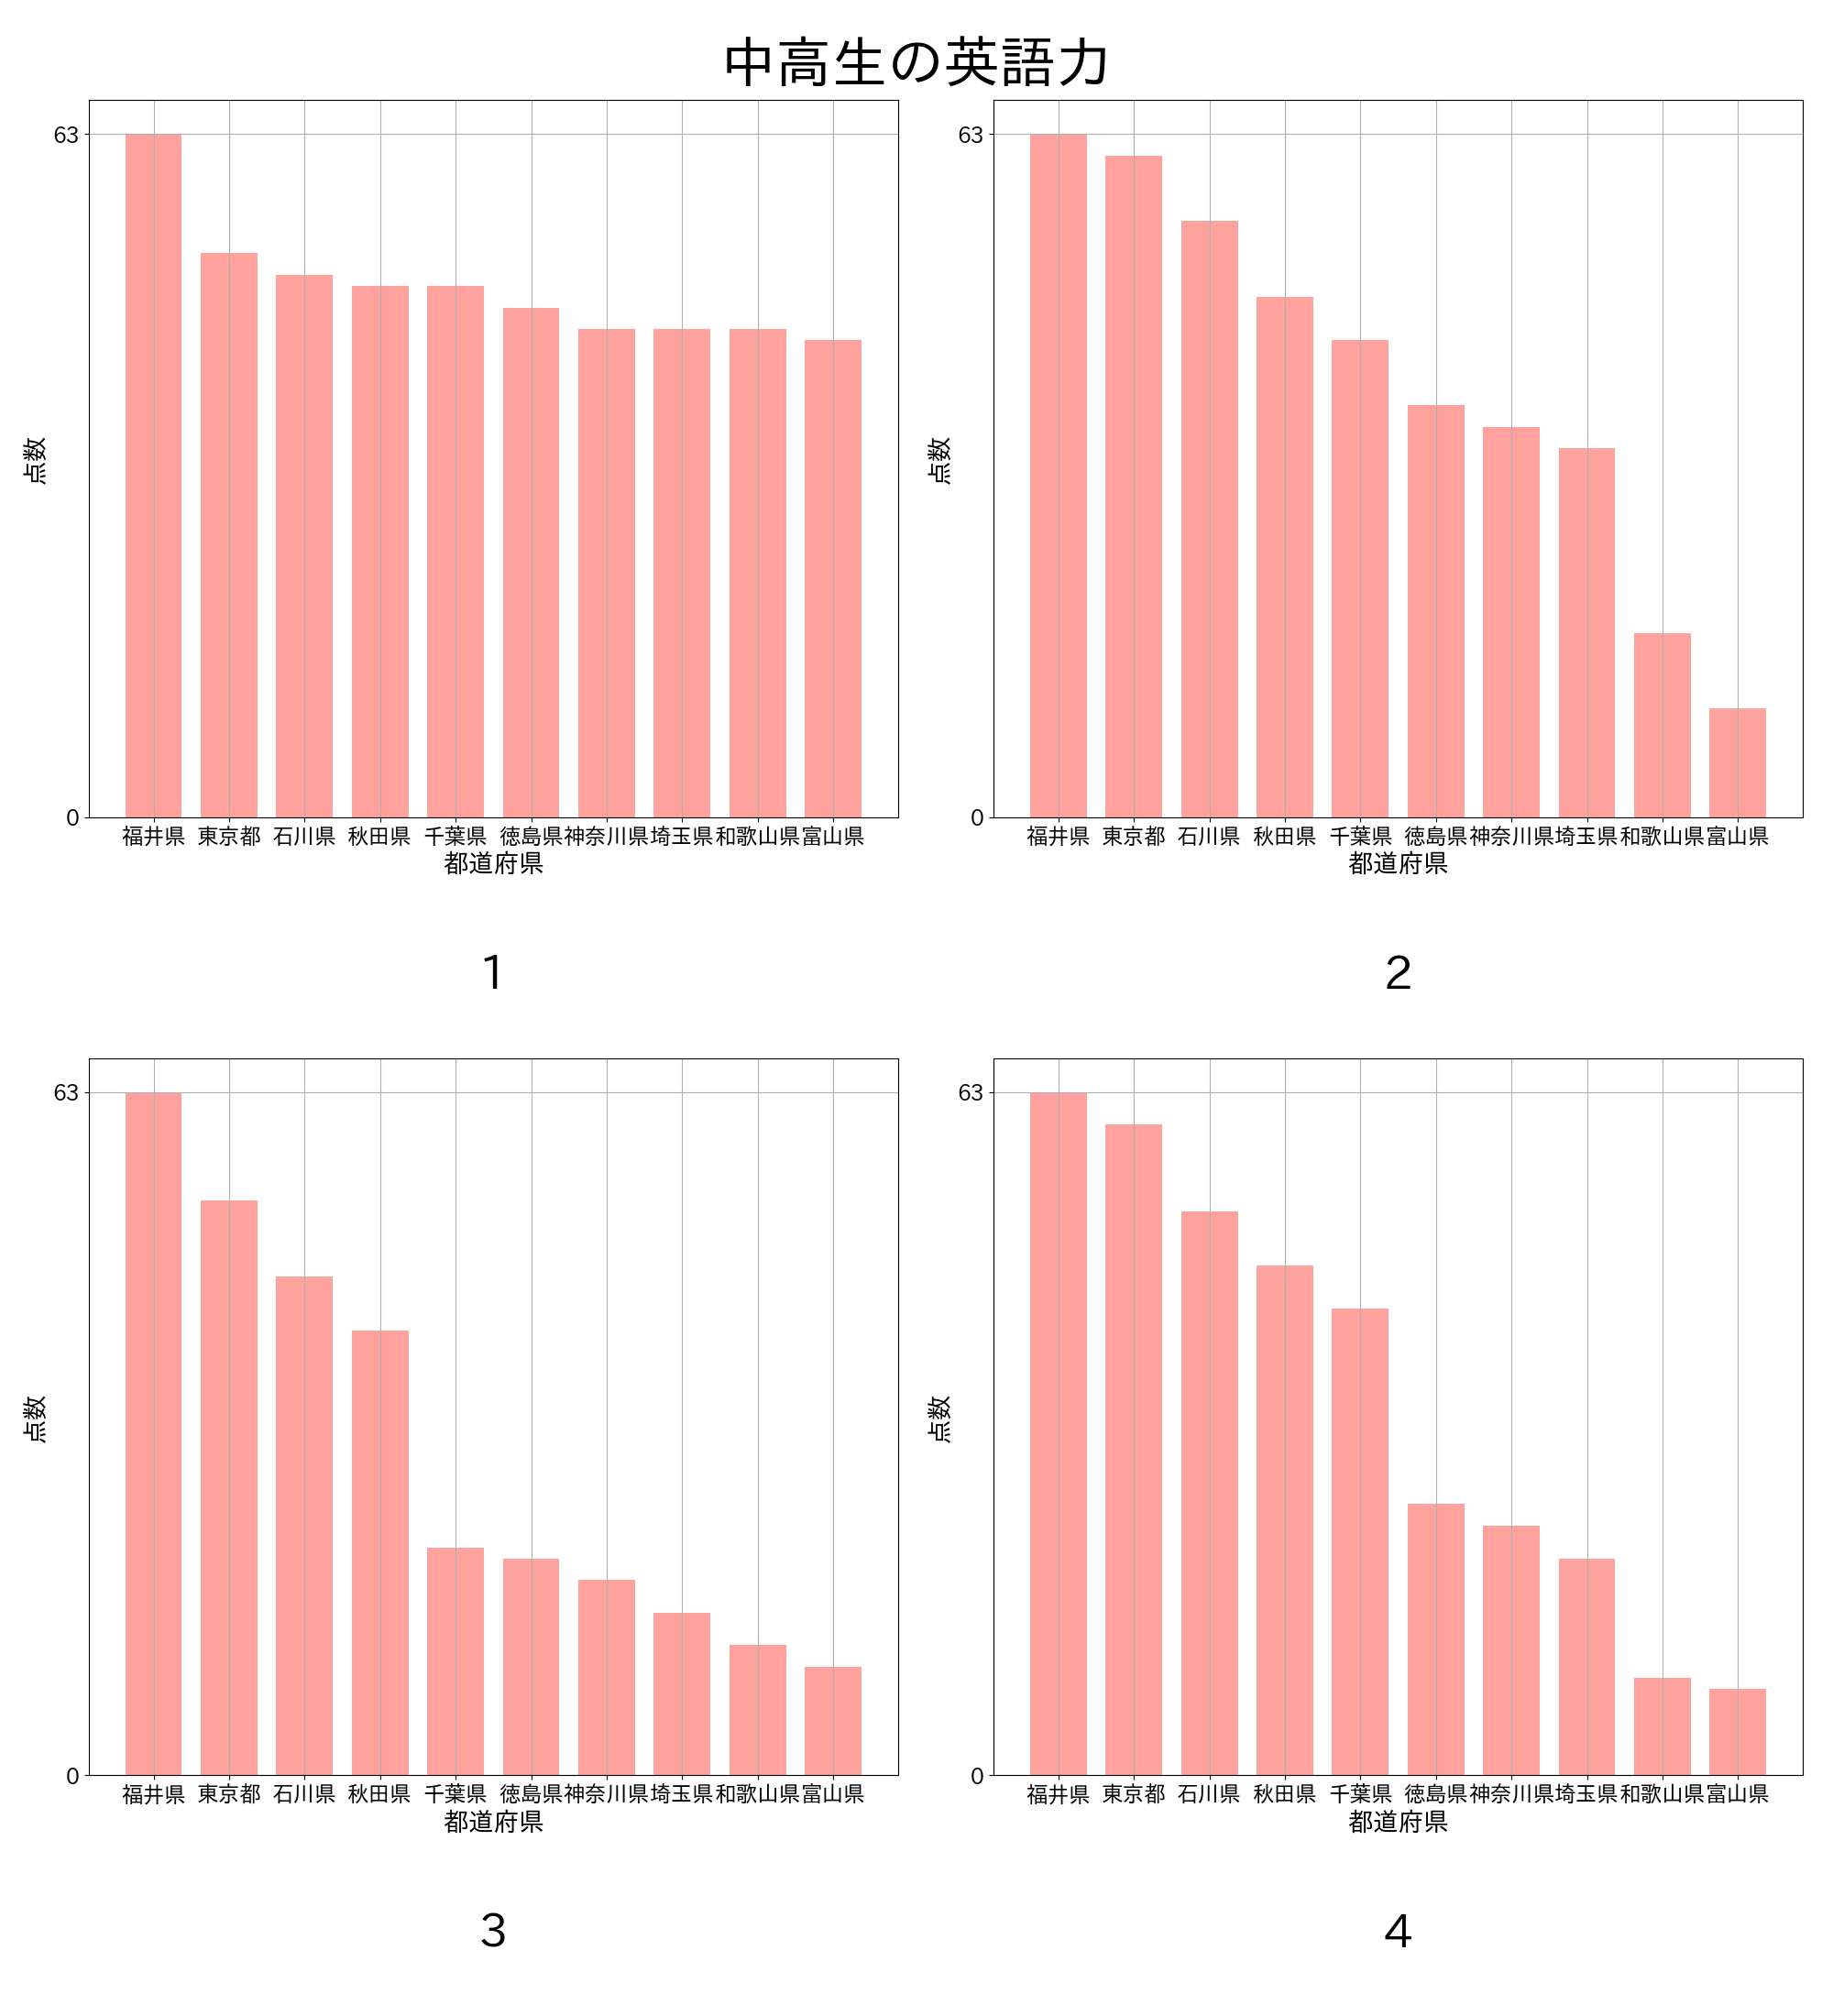 中高生の英語力
63
点数
0
福井県 東京都 石川県 秋田県 千葉県 徳島県 神奈川県 埼玉県 和歌山県 富山県
都道府県
1
63
点数
0
福井県 東京都 石川県 秋田県 千葉県 徳島県 神奈川県 埼玉県 和歌山県 富山県
都道府県
2
63
点数
0
福井県 東京都 石川県 秋田県 千葉県 徳島県 神奈川県 埼玉県 和歌山県 富山県
都道府県
3
63
点数
0
福井県 東京都 石川県 秋田県 千葉県 徳島県 神奈川県 埼玉県 和歌山県 富山県
都道府県
4